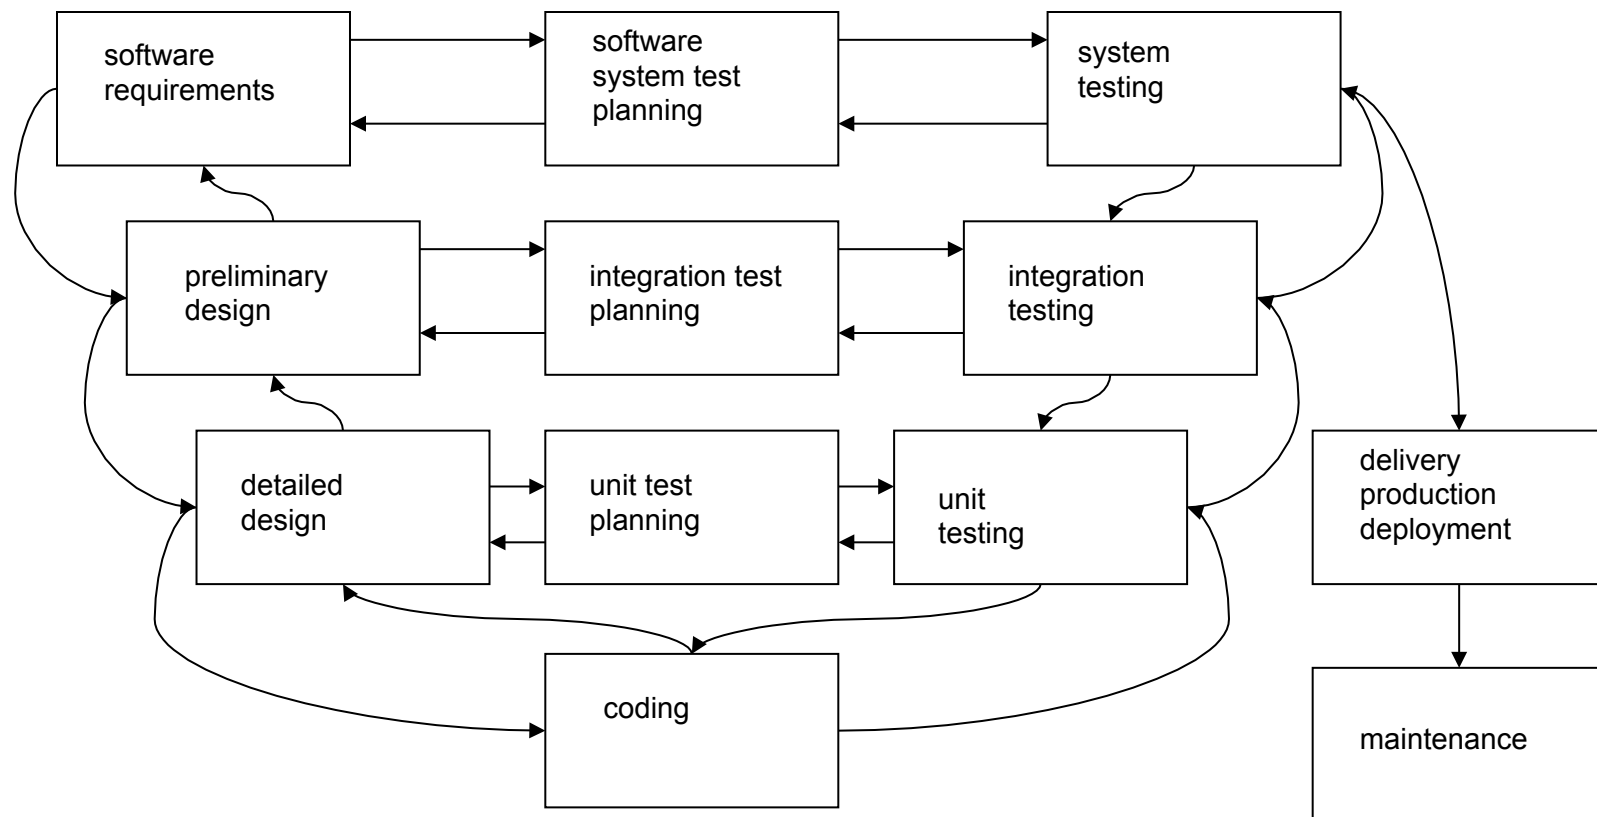 software
requirements
software
system test
planning
system
testing
preliminary
design
integration test
planning
integration
testing
detailed
design
unit test
planning
unit
testing
delivery
production
deployment
coding
maintenance